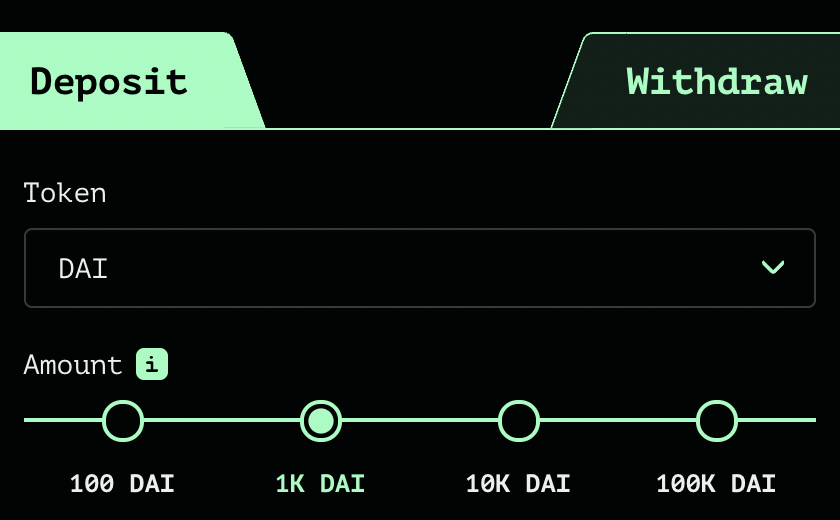 Deposit Withdraw
Token
DAI
Amount i
100 DAI 1K DAI 10K DAI 100K DAI